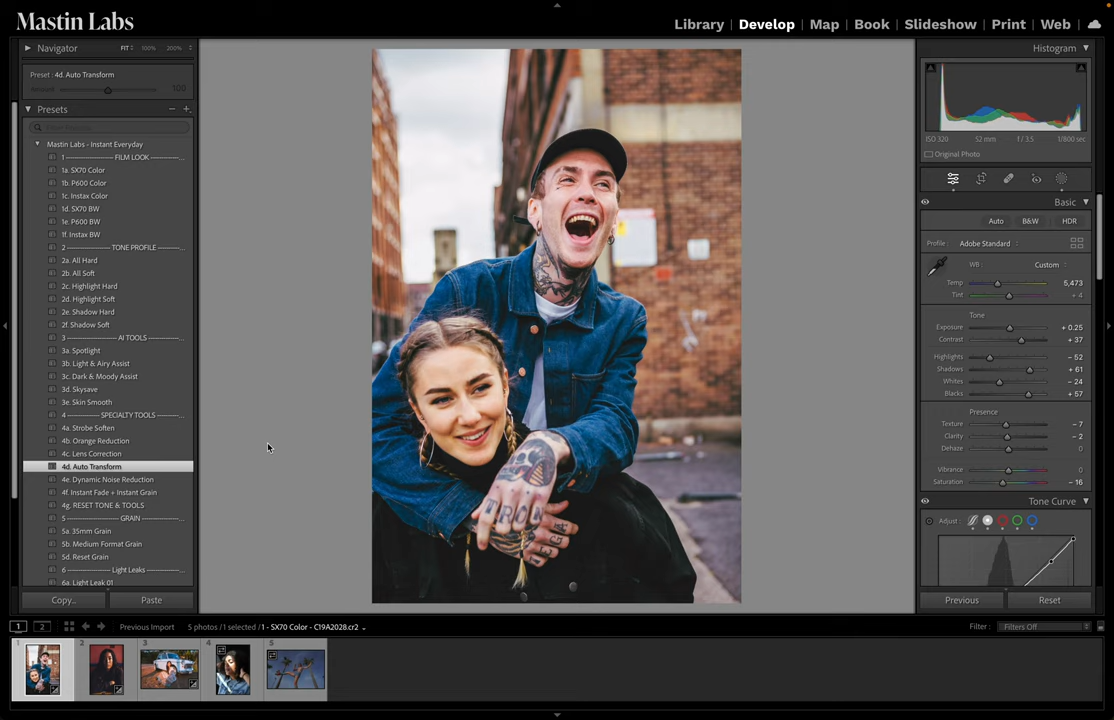 Mastin Labs
Library | Develop | Map | Book | Slideshow | Print | Web
Navigator FIT 100% 200%
Preset : 4d. Auto Transform
Amount 100
Presets
Mastin Labs - Instant Everyday
1 ---------------- FILM LOOK -----------...
1a. SX70 Color
1b. P600 Color
1c. Instax Color
1d. SX70 BW
1e. P600 BW
1f. Instax BW
2 ------------- TONE PROFILE -----------...
2a. All Hard
2b. All Soft
2c. Highlight Hard
2d. Highlight Soft
2e. Shadow Hard
2f. Shadow Soft
3 ---------------- AI TOOLS ------------...
3a. Spotlight
3b. Light & Airy Assist
3c. Dark & Moody Assist
3d. Skysave
3e. Skin Smooth
4 ----------- SPECIALTY TOOLS ----------...
4a. Strobe Soften
4b. Orange Reduction
4c. Lens Correction
4d. Auto Transform
4e. Dynamic Noise Reduction
4f. Instant Fade + Instant Grain
4g. RESET TONE & TOOLS
5 ------------------ GRAIN -------------...
5a. 35mm Grain
5b. Medium Format Grain
5d. Reset Grain
6 ---------------- Light Leaks ---------...
6a. Light Leak 01
Copy... Paste
TRON
Histogram
ISO 320 52 mm f / 3.5 1/800 sec
Original Photo
Basic
Auto B&W HDR
Profile : Adobe Standard
WB : Custom
Temp 5,473
Tint + 4
Tone
Exposure + 0.25
Contrast + 37
Highlights − 52
Shadows + 61
Whites − 24
Blacks + 57
Presence
Texture − 7
Clarity − 2
Dehaze 0
Vibrance 0
Saturation − 16
Tone Curve
Adjust :
Previous Reset
1 2 Previous Import 5 photos / 1 selected / 1 - SX70 Color - C19A2028.cr2
Filter : Filters Off
1 2 3 4 5